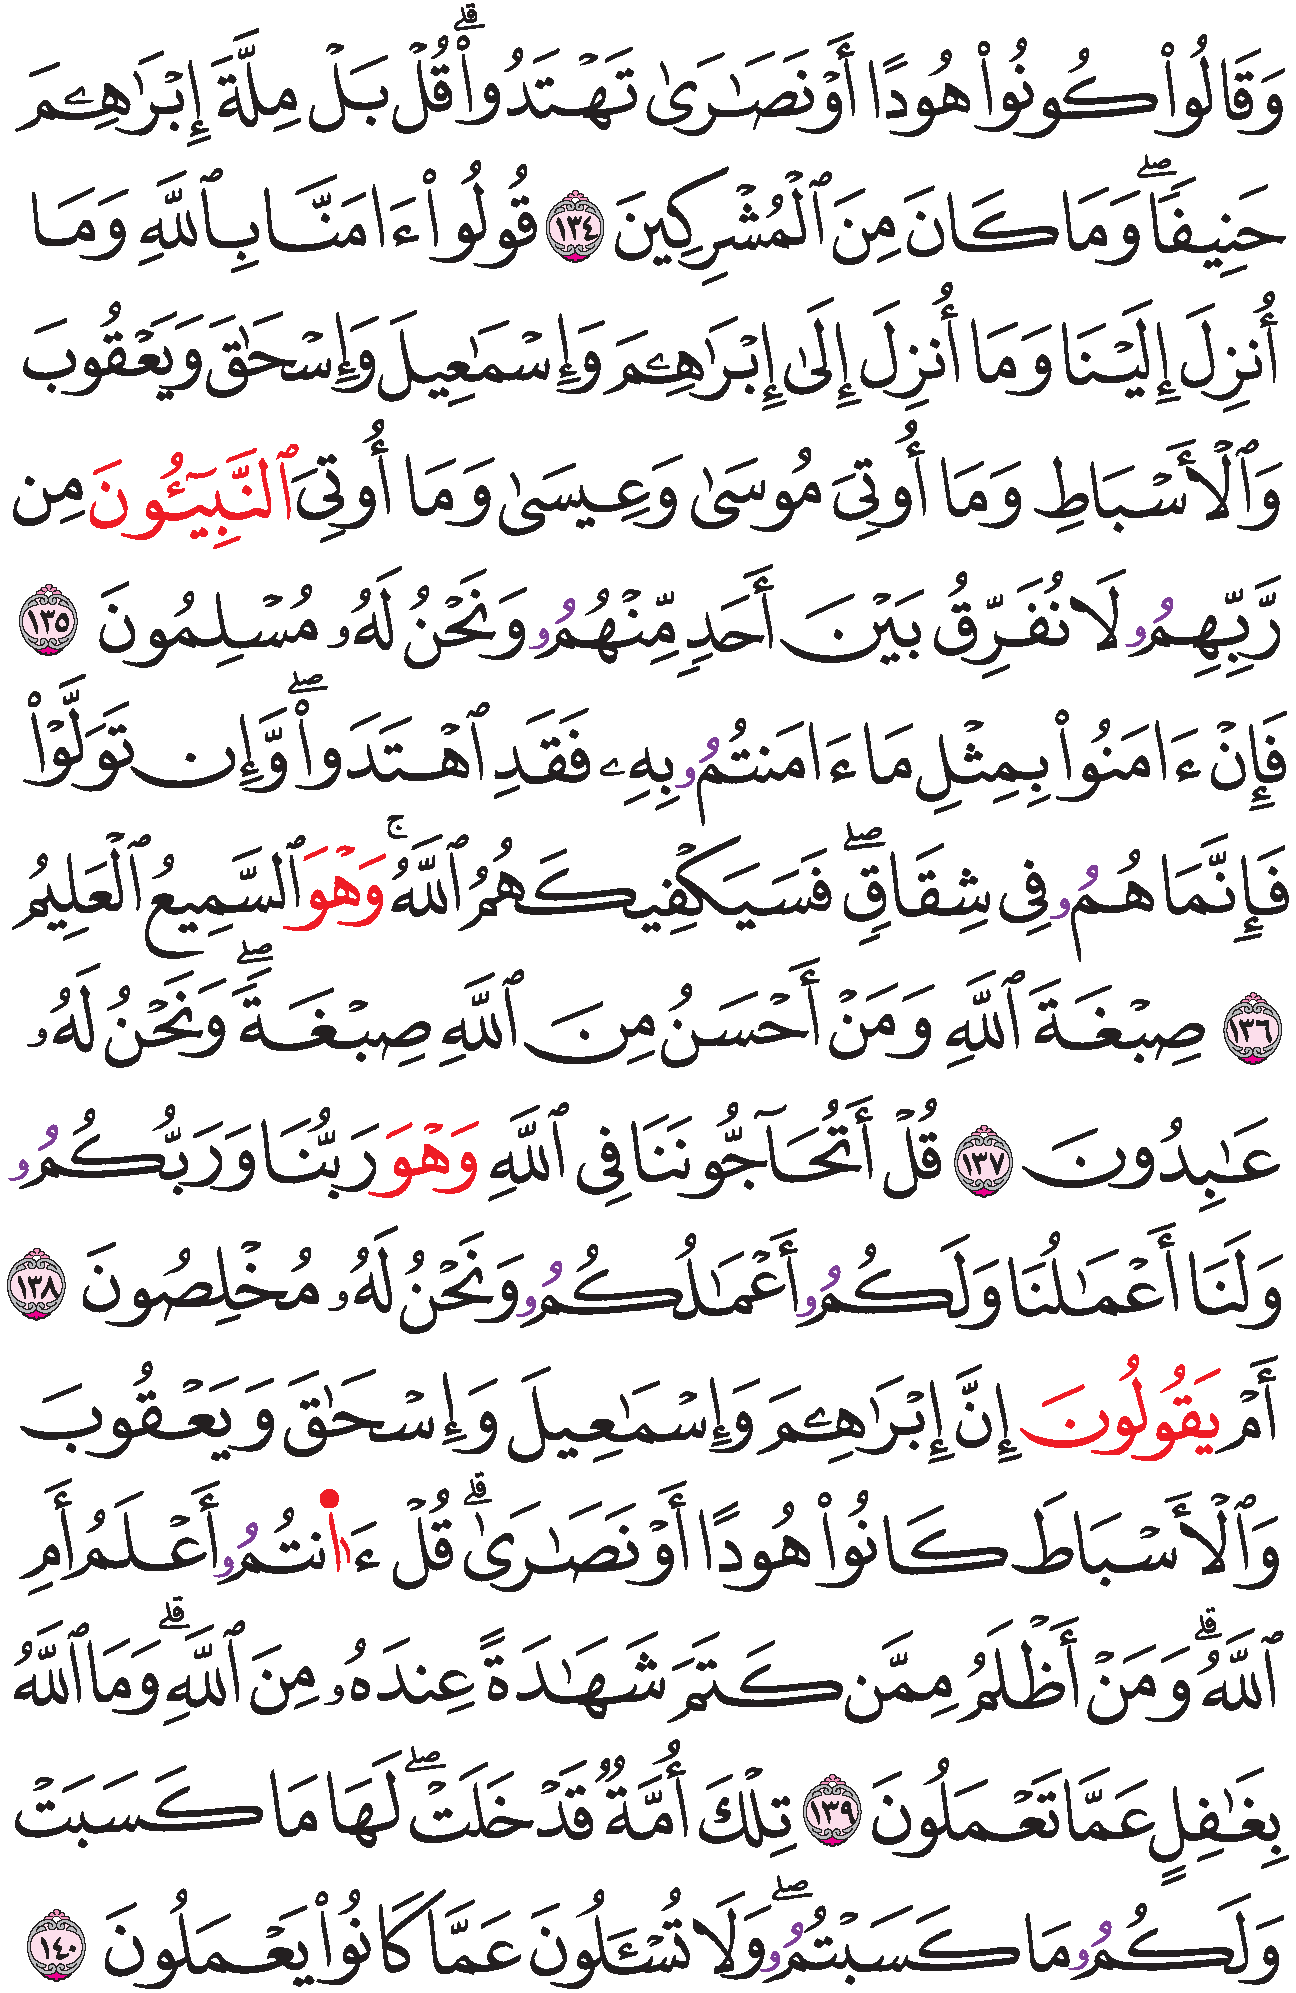 وَقَالُوا۟ كُونُوا۟ هُودًا أَوْ نَصَـٰرَىٰ تَهْتَدُوا۟ۗ قُلْ بَلْ مِلَّةَ إِبْرَٰهِـۧمَ
حَنِيفًاۖ وَمَا كَانَ مِنَ ٱلْمُشْرِكِينَ ١٣٤ قُولُوا۟ ءَامَنَّا بِٱللَّهِ وَمَا
أُنزِلَ إِلَيْنَا وَمَا أُنزِلَ إِلَىٰ إِبْرَٰهِـۧمَ وَإِسْمَـٰعِيلَ وَإِسْحَـٰقَ وَيَعْقُوبَ
وَٱلْأَسْبَاطِ وَمَا أُوتِىَ مُوسَىٰ وَعِيسَىٰ وَمَا أُوتِىَ ٱلنَّبِيٓـُٔونَ مِن
رَّبِّهِمُۥ لَا نُفَرِّقُ بَيْنَ أَحَدٍ مِّنْهُمُۥ وَنَحْنُ لَهُۥ مُسْلِمُونَ ١٣٥
فَإِنْ ءَامَنُوا۟ بِمِثْلِ مَا ءَامَنتُمُۥ بِهِۦ فَقَدِ ٱهْتَدَوا۟ۖ وَّإِن تَوَلَّوْا۟
فَإِنَّمَا هُمُۥ فِى شِقَاقٍۖ فَسَيَكْفِيكَهُمُ ٱللَّهُۚ وَهْوَ ٱلسَّمِيعُ ٱلْعَلِيمُ
١٣٦ صِبْغَةَ ٱللَّهِ وَمَنْ أَحْسَنُ مِنَ ٱللَّهِ صِبْغَةًۖ وَنَحْنُ لَهُۥ
عَـٰبِدُونَ ١٣٧ قُلْ أَتُحَآجُّونَنَا فِى ٱللَّهِ وَهْوَ رَبُّنَا وَرَبُّكُمُۥ
وَلَنَا أَعْمَـٰلُنَا وَلَكُمُۥ أَعْمَـٰلُكُمُۥ وَنَحْنُ لَهُۥ مُخْلِصُونَ ١٣٨
أَمْ يَقُولُونَ إِنَّ إِبْرَٰهِـۧمَ وَإِسْمَـٰعِيلَ وَإِسْحَـٰقَ وَيَعْقُوبَ
وَٱلْأَسْبَاطَ كَانُوا۟ هُودًا أَوْ نَصَـٰرَىٰۗ قُلْ ءَا۬نتُمُۥ أَعْلَمُ أَمِ
ٱللَّهُۗ وَمَنْ أَظْلَمُ مِمَّن كَتَمَ شَهَـٰدَةً عِندَهُۥ مِنَ ٱللَّهِۗ وَمَا ٱللَّهُ
بِغَـٰفِلٍ عَمَّا تَعْمَلُونَ ١٣٩ تِلْكَ أُمَّةٌ قَدْ خَلَتْۖ لَهَا مَا كَسَبَتْ
وَلَكُمُۥ مَا كَسَبْتُمُۥۖ وَلَا تُسْـَٔلُونَ عَمَّا كَانُوا۟ يَعْمَلُونَ ١٤٠